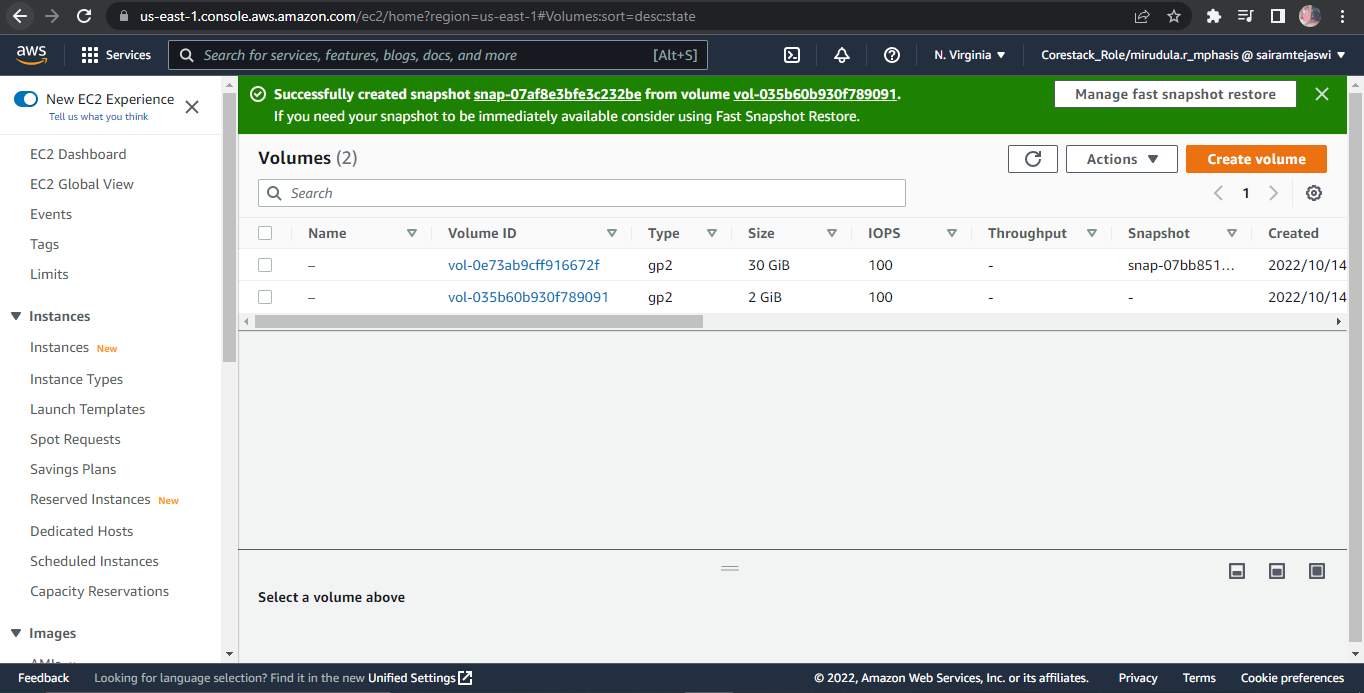 us-east-1.console.aws.amazon.com/ec2/home?region=us-east-1#Volumes:sort=desc:state
aws Services Search for services, features, blogs, docs, and more [Alt+S] N. Virginia ▼ Corestack_Role/mirudula.r_mphasis @ sairamtejaswi ▼
New EC2 Experience
Tell us what you think
EC2 Dashboard
EC2 Global View
Events
Tags
Limits
Instances
Instances New
Instance Types
Launch Templates
Spot Requests
Savings Plans
Reserved Instances New
Dedicated Hosts
Scheduled Instances
Capacity Reservations
Images
Successfully created snapshot snap-07af8e3bfe3c232be from volume vol-035b60b930f789091.
If you need your snapshot to be immediately available consider using Fast Snapshot Restore.
Manage fast snapshot restore
Volumes (2)
Actions ▼
Create volume
Search
1
Name Volume ID Type Size IOPS Throughput Snapshot Created
– vol-0e73ab9cff916672f gp2 30 GiB 100 - snap-07bb851... 2022/10/14
– vol-035b60b930f789091 gp2 2 GiB 100 - - 2022/10/14
Select a volume above
Feedback Looking for language selection? Find it in the new Unified Settings © 2022, Amazon Web Services, Inc. or its affiliates. Privacy Terms Cookie preferences